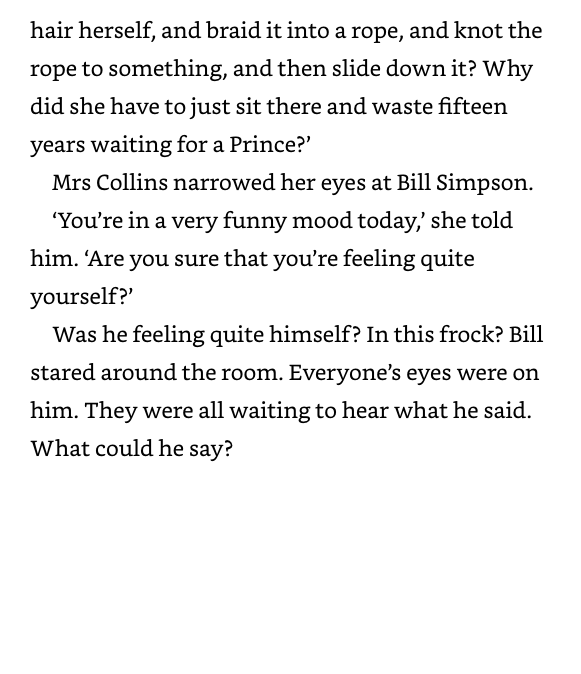 hair herself, and braid it into a rope, and knot the
rope to something, and then slide down it? Why
did she have to just sit there and waste fifteen
years waiting for a Prince?’
Mrs Collins narrowed her eyes at Bill Simpson.
‘You’re in a very funny mood today,’ she told
him. ‘Are you sure that you’re feeling quite
yourself?’
Was he feeling quite himself? In this frock? Bill
stared around the room. Everyone’s eyes were on
him. They were all waiting to hear what he said.
What could he say?